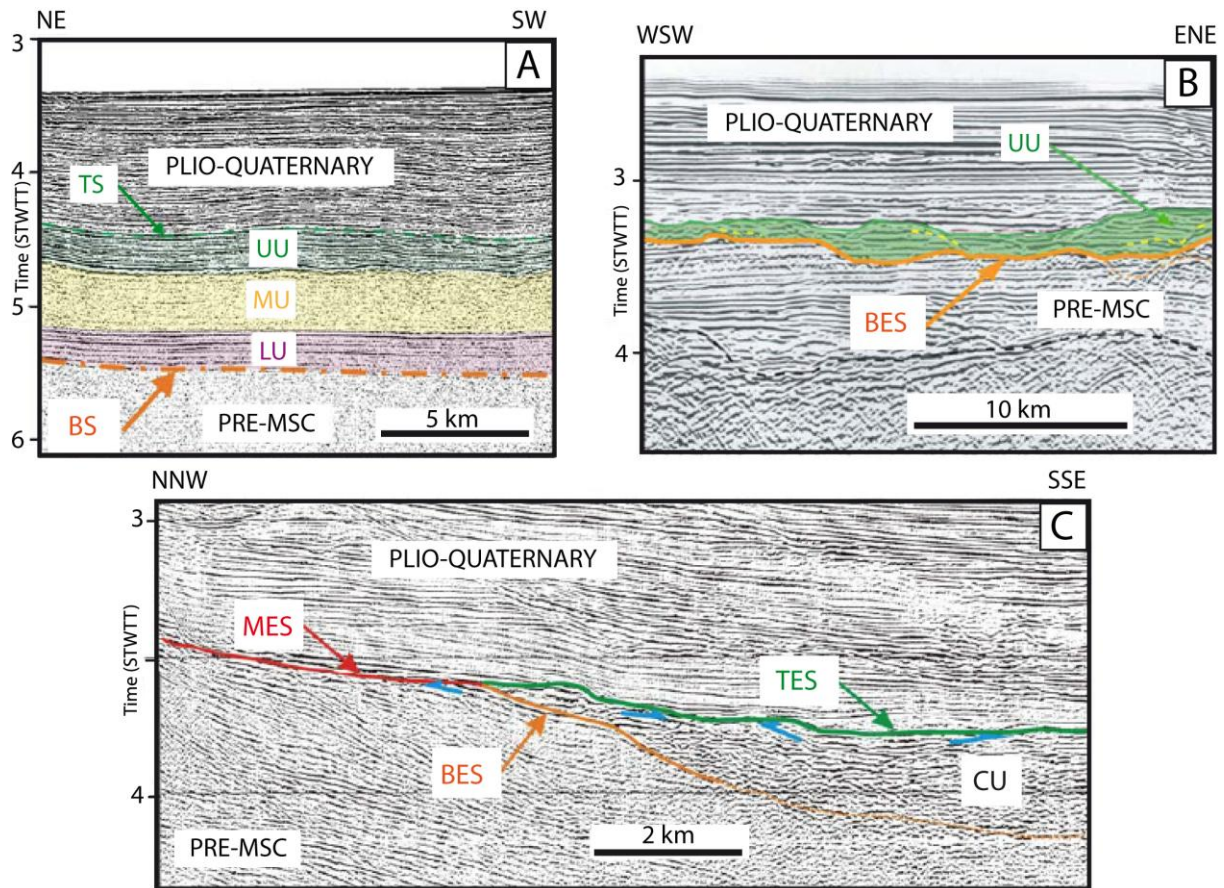 NE
SW
3
A
PLIO-QUATERNARY
4
TS
Time (STWTT)
UU
MU
5
LU
BS
PRE-MSC
5 km
6
WSW
ENE
B
PLIO-QUATERNARY
UU
3
Time (STWTT)
BES
PRE-MSC
4
10 km
NNW
SSE
3
C
PLIO-QUATERNARY
MES
Time (STWTT)
TES
BES
CU
4
2 km
PRE-MSC